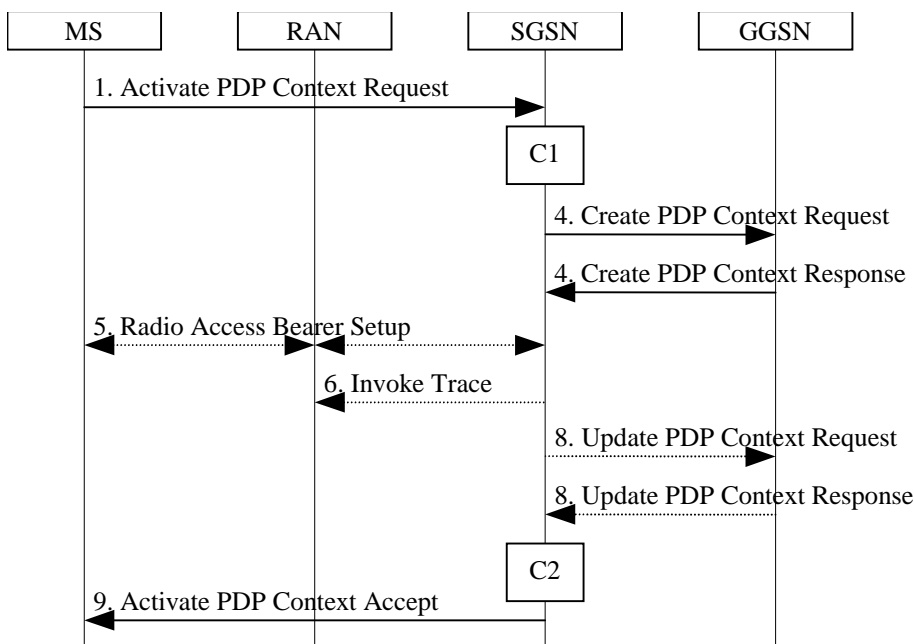 MS
RAN
SGSN
GGSN
1. Activate PDP Context Request
C1
4. Create PDP Context Request
4. Create PDP Context Response
5. Radio Access Bearer Setup
6. Invoke Trace
8. Update PDP Context Request
8. Update PDP Context Response
C2
9. Activate PDP Context Accept